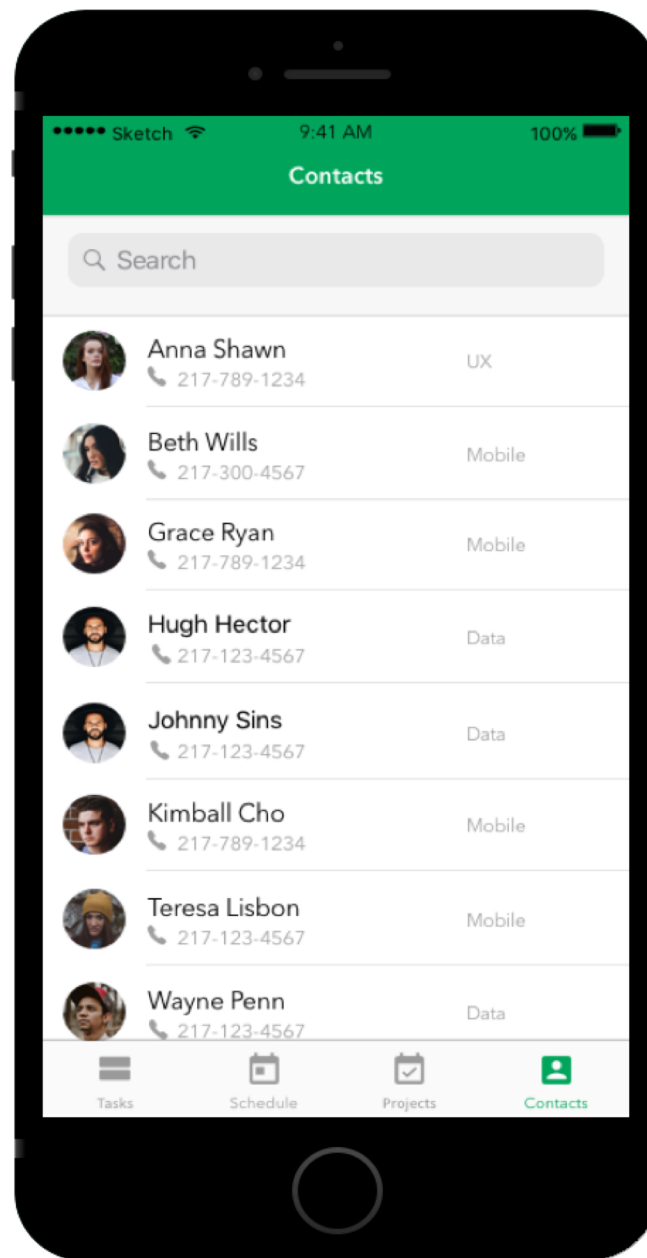 Sketch 9:41 AM 100%
Contacts
Search
Anna Shawn
217-789-1234
UX
Beth Wills
217-300-4567
Mobile
Grace Ryan
217-789-1234
Mobile
Hugh Hector
217-123-4567
Data
Johnny Sins
217-123-4567
Data
Kimball Cho
217-789-1234
Mobile
Teresa Lisbon
217-123-4567
Mobile
Wayne Penn
217-123-4567
Data
Tasks Schedule Projects Contacts